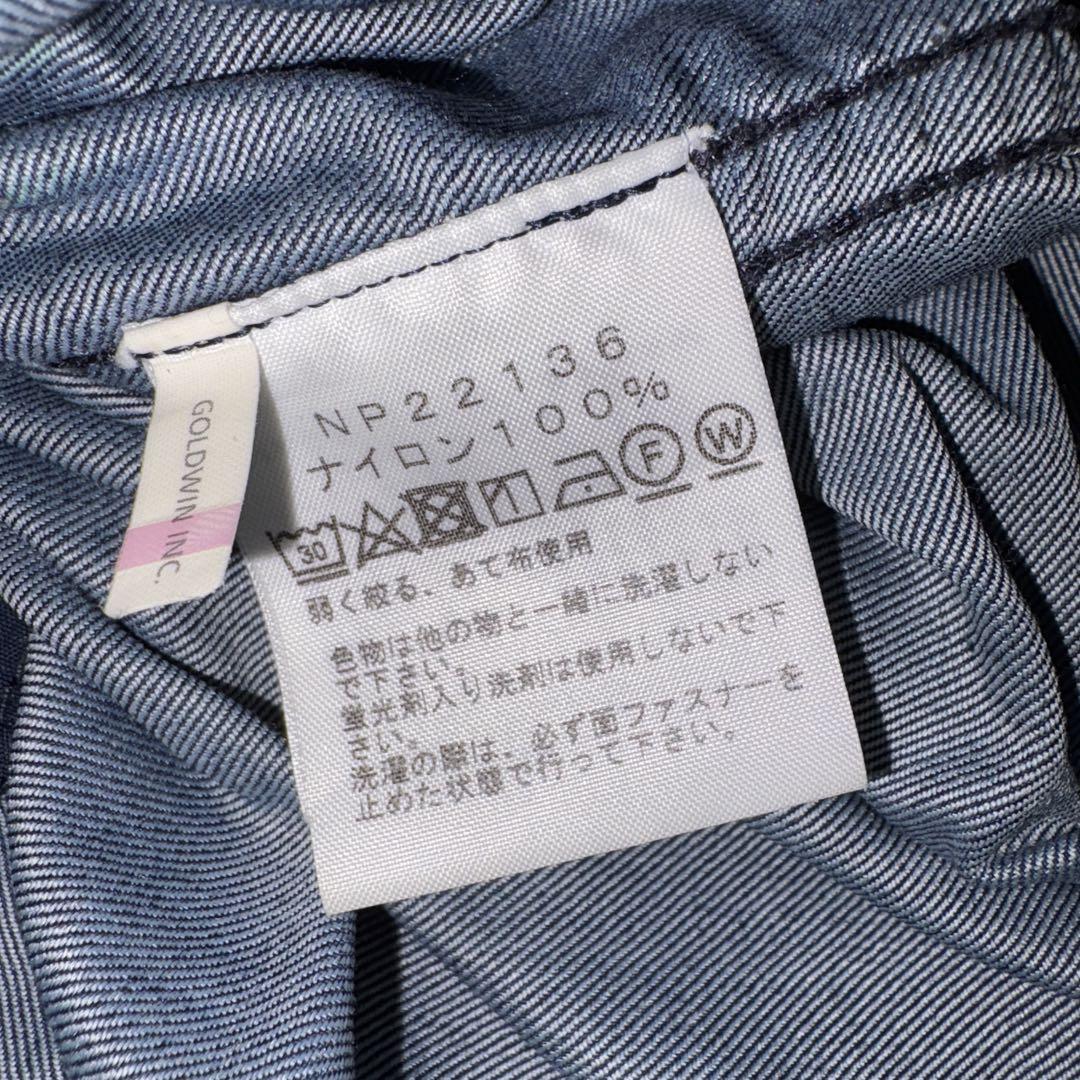 GOLDWIN INC.
NP22136
ナイロン100%
30 F W
弱く絞る、あて布使用
色物は他の物と一緒に洗濯しない
で下さい。
蛍光剤入り洗剤は使用しないで下
さい。
洗濯の際は、必ず面ファスナーを
止めた状態で行って下さい。